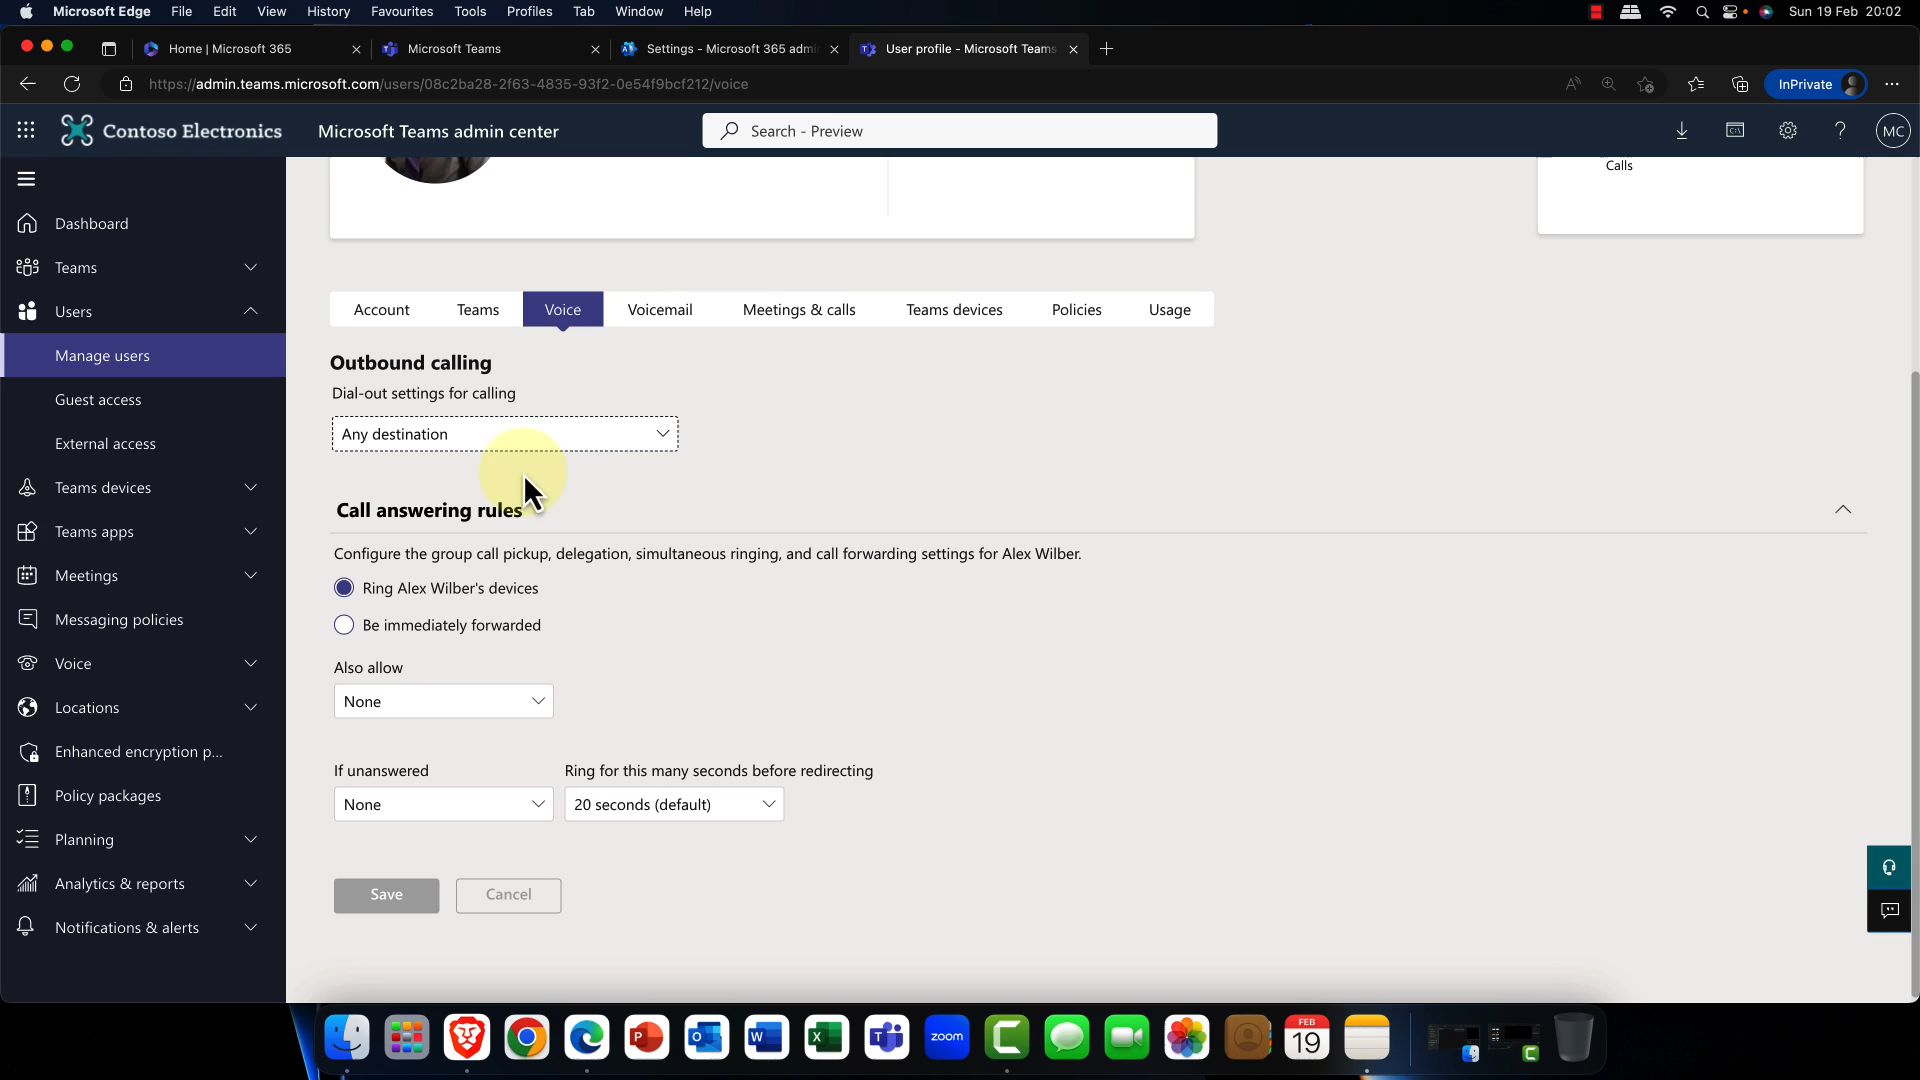 Microsoft Edge File Edit View History Favourites Tools Profiles Tab Window Help Sun 19 Feb 20:02
Home | Microsoft 365
Microsoft Teams
Settings - Microsoft 365 admi
User profile - Microsoft Teams
https://admin.teams.microsoft.com/users/08c2ba28-2f63-4835-93f2-0e54f9bcf212/voice
InPrivate
Contoso Electronics
Microsoft Teams admin center
Search - Preview
MC
Dashboard
Teams
Users
Manage users
Guest access
External access
Teams devices
Teams apps
Meetings
Messaging policies
Voice
Locations
Enhanced encryption p...
Policy packages
Planning
Analytics & reports
Notifications & alerts
Calls
Account Teams Voice Voicemail Meetings & calls Teams devices Policies Usage
Outbound calling
Dial-out settings for calling
Any destination
Call answering rules
Configure the group call pickup, delegation, simultaneous ringing, and call forwarding settings for Alex Wilber.
Ring Alex Wilber's devices
Be immediately forwarded
Also allow
None
If unanswered Ring for this many seconds before redirecting
None 20 seconds (default)
Save Cancel
zoom
FEB
19